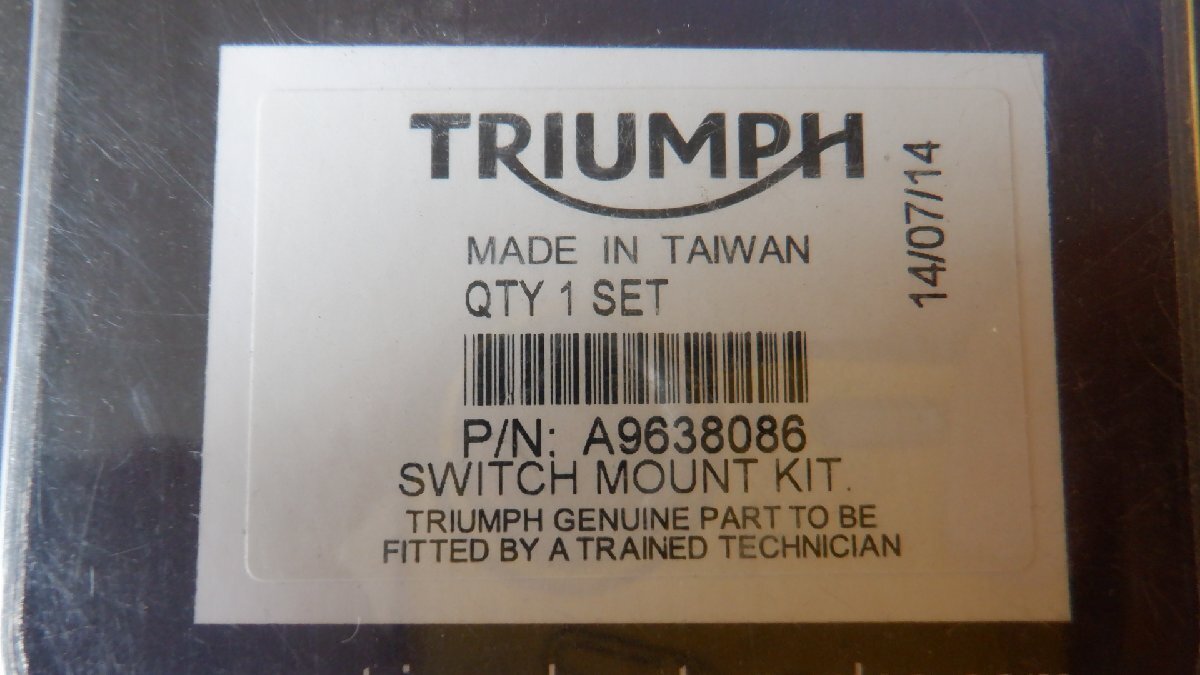 TRIUMPH
MADE IN TAIWAN
QTY 1 SET
P/N: A9638086
SWITCH MOUNT KIT.
TRIUMPH GENUINE PART TO BE
FITTED BY A TRAINED TECHNICIAN
14/07/14